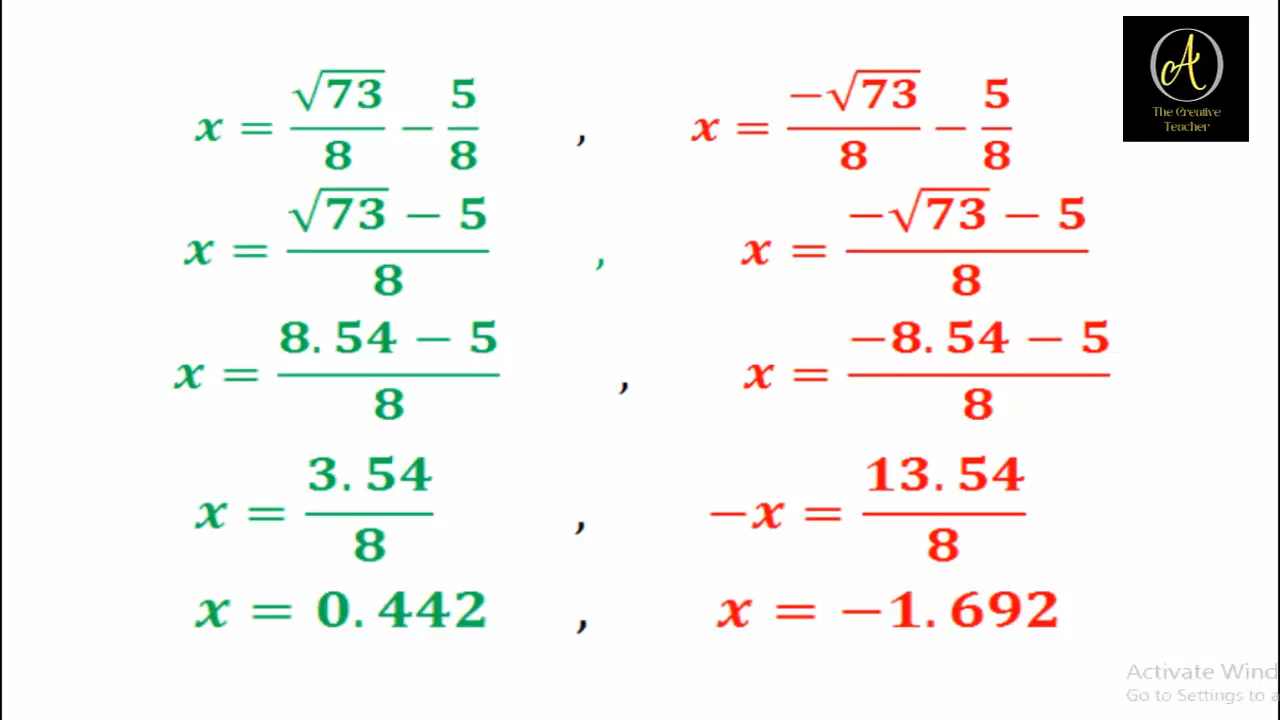 x = √73/8 − 5/8 , x = −√73/8 − 5/8
x = (√73 − 5)/8 , x = (−√73 − 5)/8
x = (8.54 − 5)/8 , x = (−8.54 − 5)/8
x = 3.54/8 , −x = 13.54/8
x = 0.442 , x = −1.692
A
The Creative
Teacher
Activate Wind
Go to Settings to a